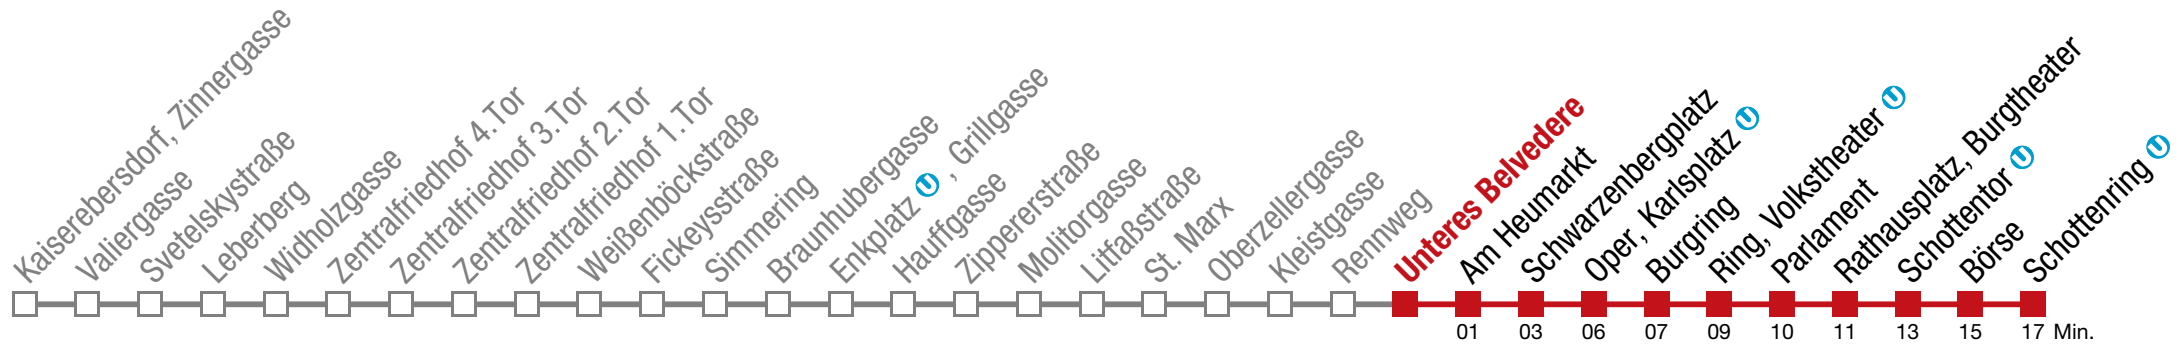 Kaiserebersdorf, Zinnergasse
Valiergasse
Svetelskystraße
Leberberg
Widholzgasse
Zentralfriedhof 4.Tor
Zentralfriedhof 3.Tor
Zentralfriedhof 2.Tor
Zentralfriedhof 1.Tor
Weißenböckstraße
Fickeysstraße
Simmering
Braunhubergasse
Enkplatz U, Grillgasse
Hauffgasse
Zippererstraße
Molitorgasse
Litfaßstraße
St. Marx
Oberzellergasse
Kleistgasse
Rennweg
Unteres Belvedere
Am Heumarkt
Schwarzenbergplatz
Oper, Karlsplatz U
Burgring
Ring, Volkstheater U
Parlament
Rathausplatz, Burgtheater
Schottentor U
Börse
Schottenring U
01 03 06 07 09 10 11 13 15 17 Min.